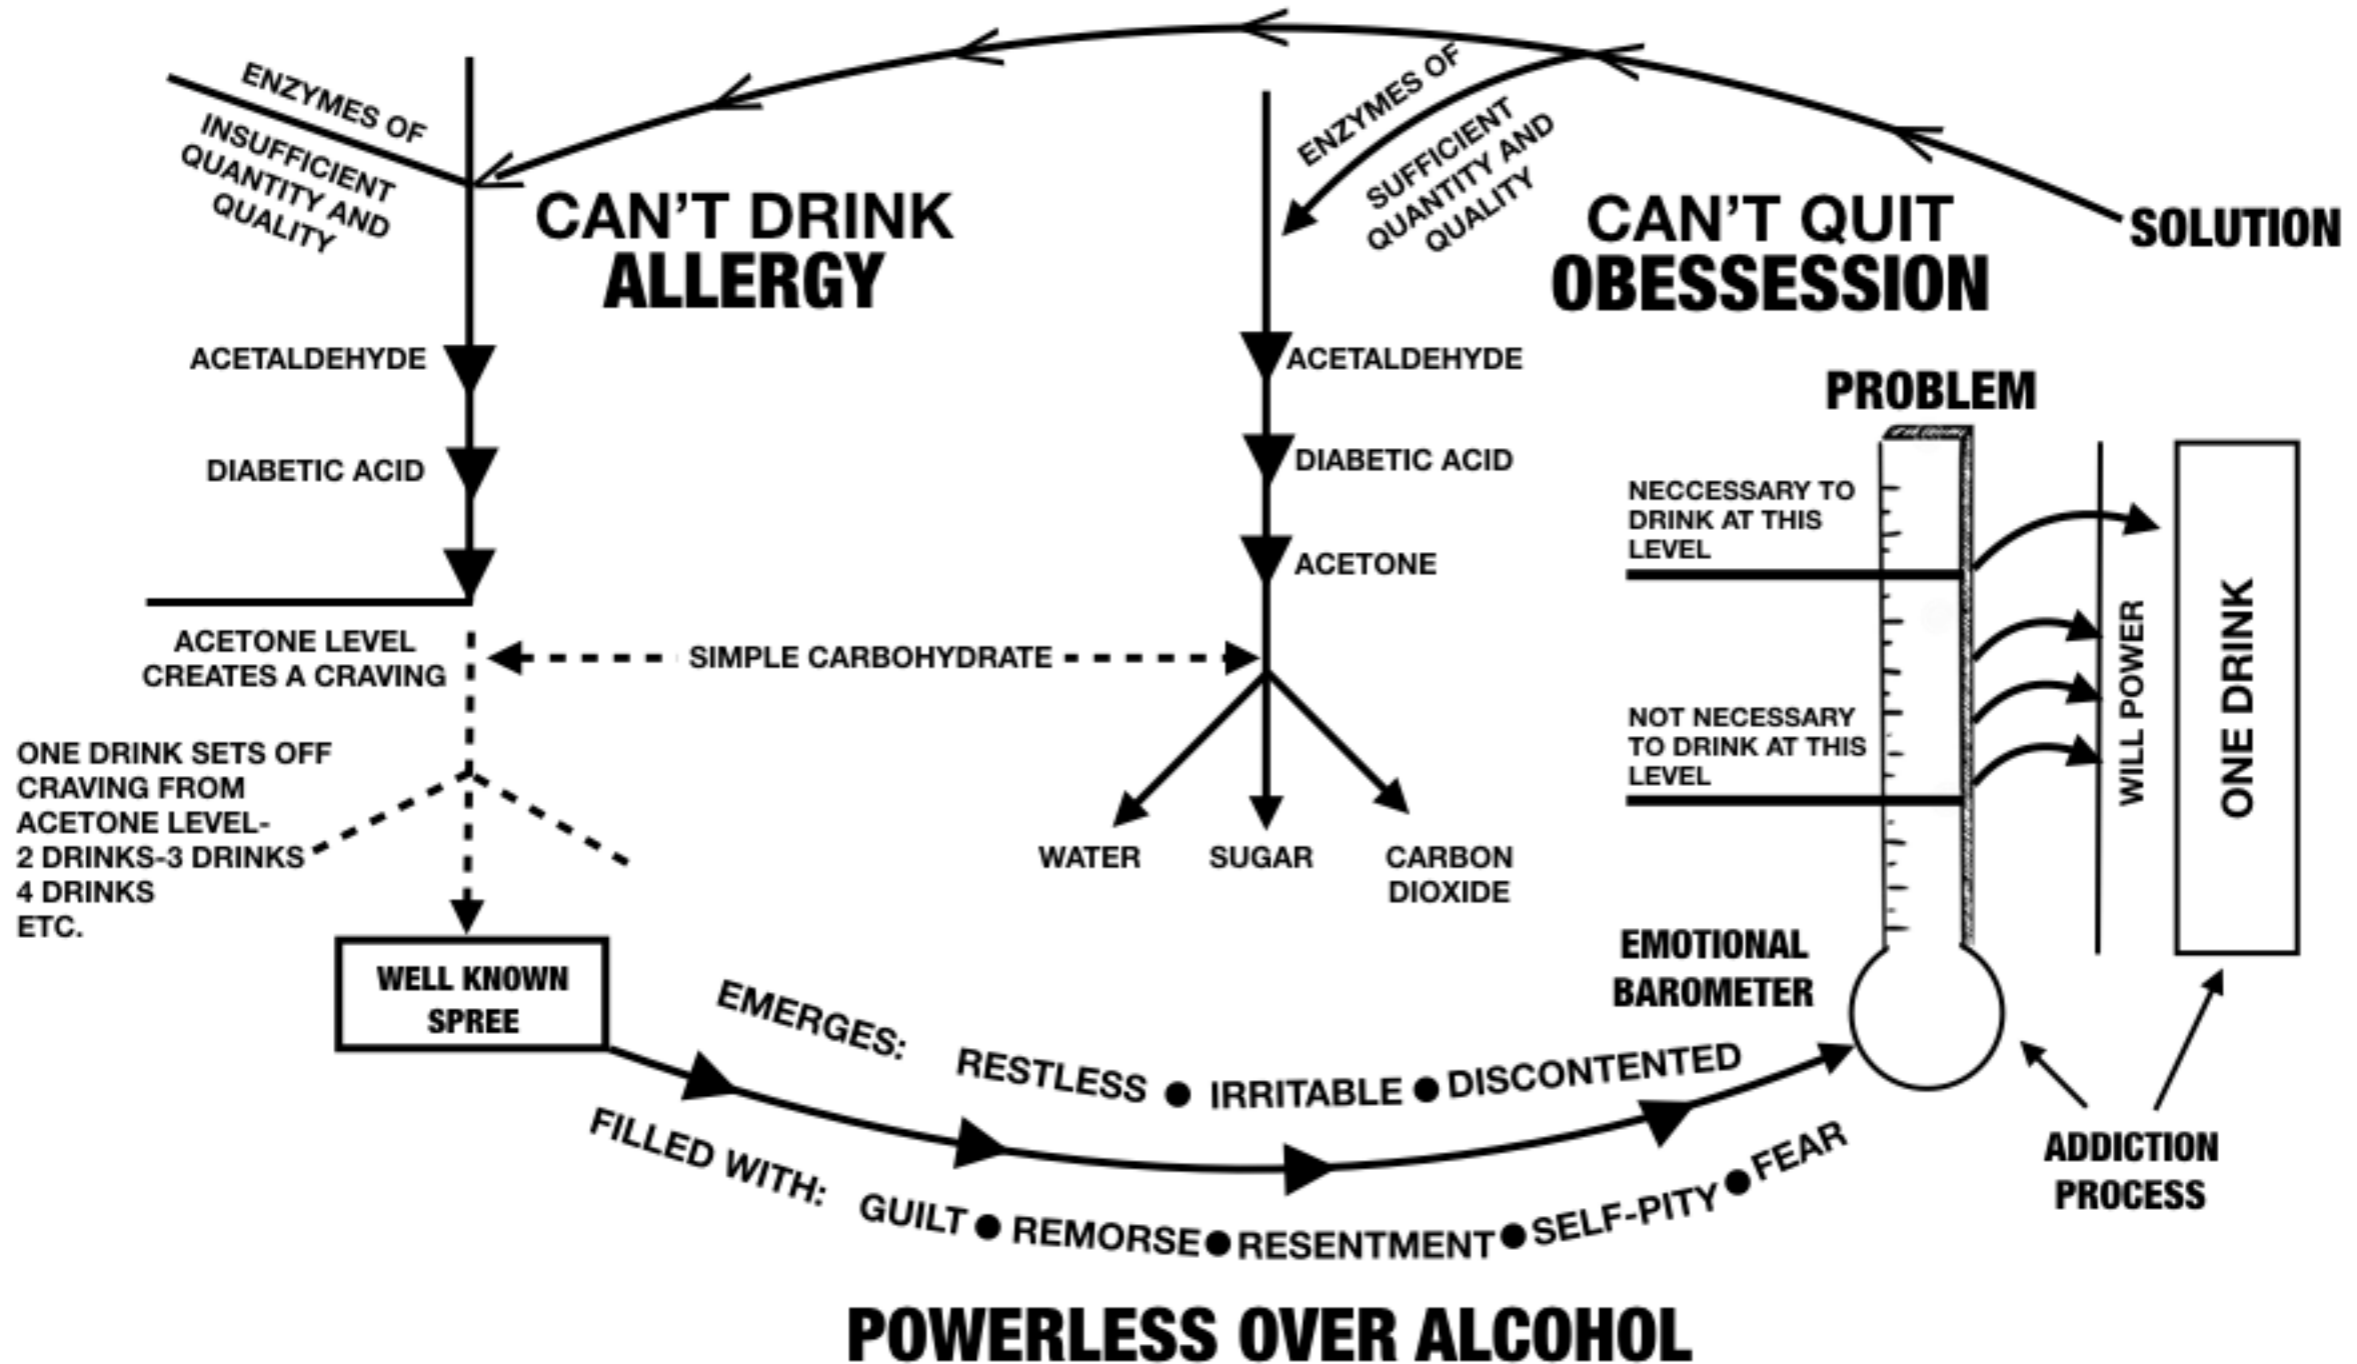 ENZYMES OF
INSUFFICIENT
QUANTITY AND
QUALITY
CAN'T DRINK
ALLERGY
ENZYMES OF
SUFFICIENT
QUANTITY AND
QUALITY
CAN'T QUIT
OBESSESSION
SOLUTION
ACETALDEHYDE
DIABETIC ACID
ACETALDEHYDE
DIABETIC ACID
ACETONE
PROBLEM
NECCESSARY TO
DRINK AT THIS
LEVEL
NOT NECESSARY
TO DRINK AT THIS
LEVEL
WILL POWER
ONE DRINK
ACETONE LEVEL
CREATES A CRAVING
SIMPLE CARBOHYDRATE
ONE DRINK SETS OFF
CRAVING FROM
ACETONE LEVEL-
2 DRINKS-3 DRINKS
4 DRINKS
ETC.
WATER
SUGAR
CARBON
DIOXIDE
WELL KNOWN
SPREE
EMOTIONAL
BAROMETER
EMERGES: RESTLESS ● IRRITABLE ● DISCONTENTED
FILLED WITH: GUILT ● REMORSE ● RESENTMENT ● SELF-PITY ● FEAR
ADDICTION
PROCESS
POWERLESS OVER ALCOHOL